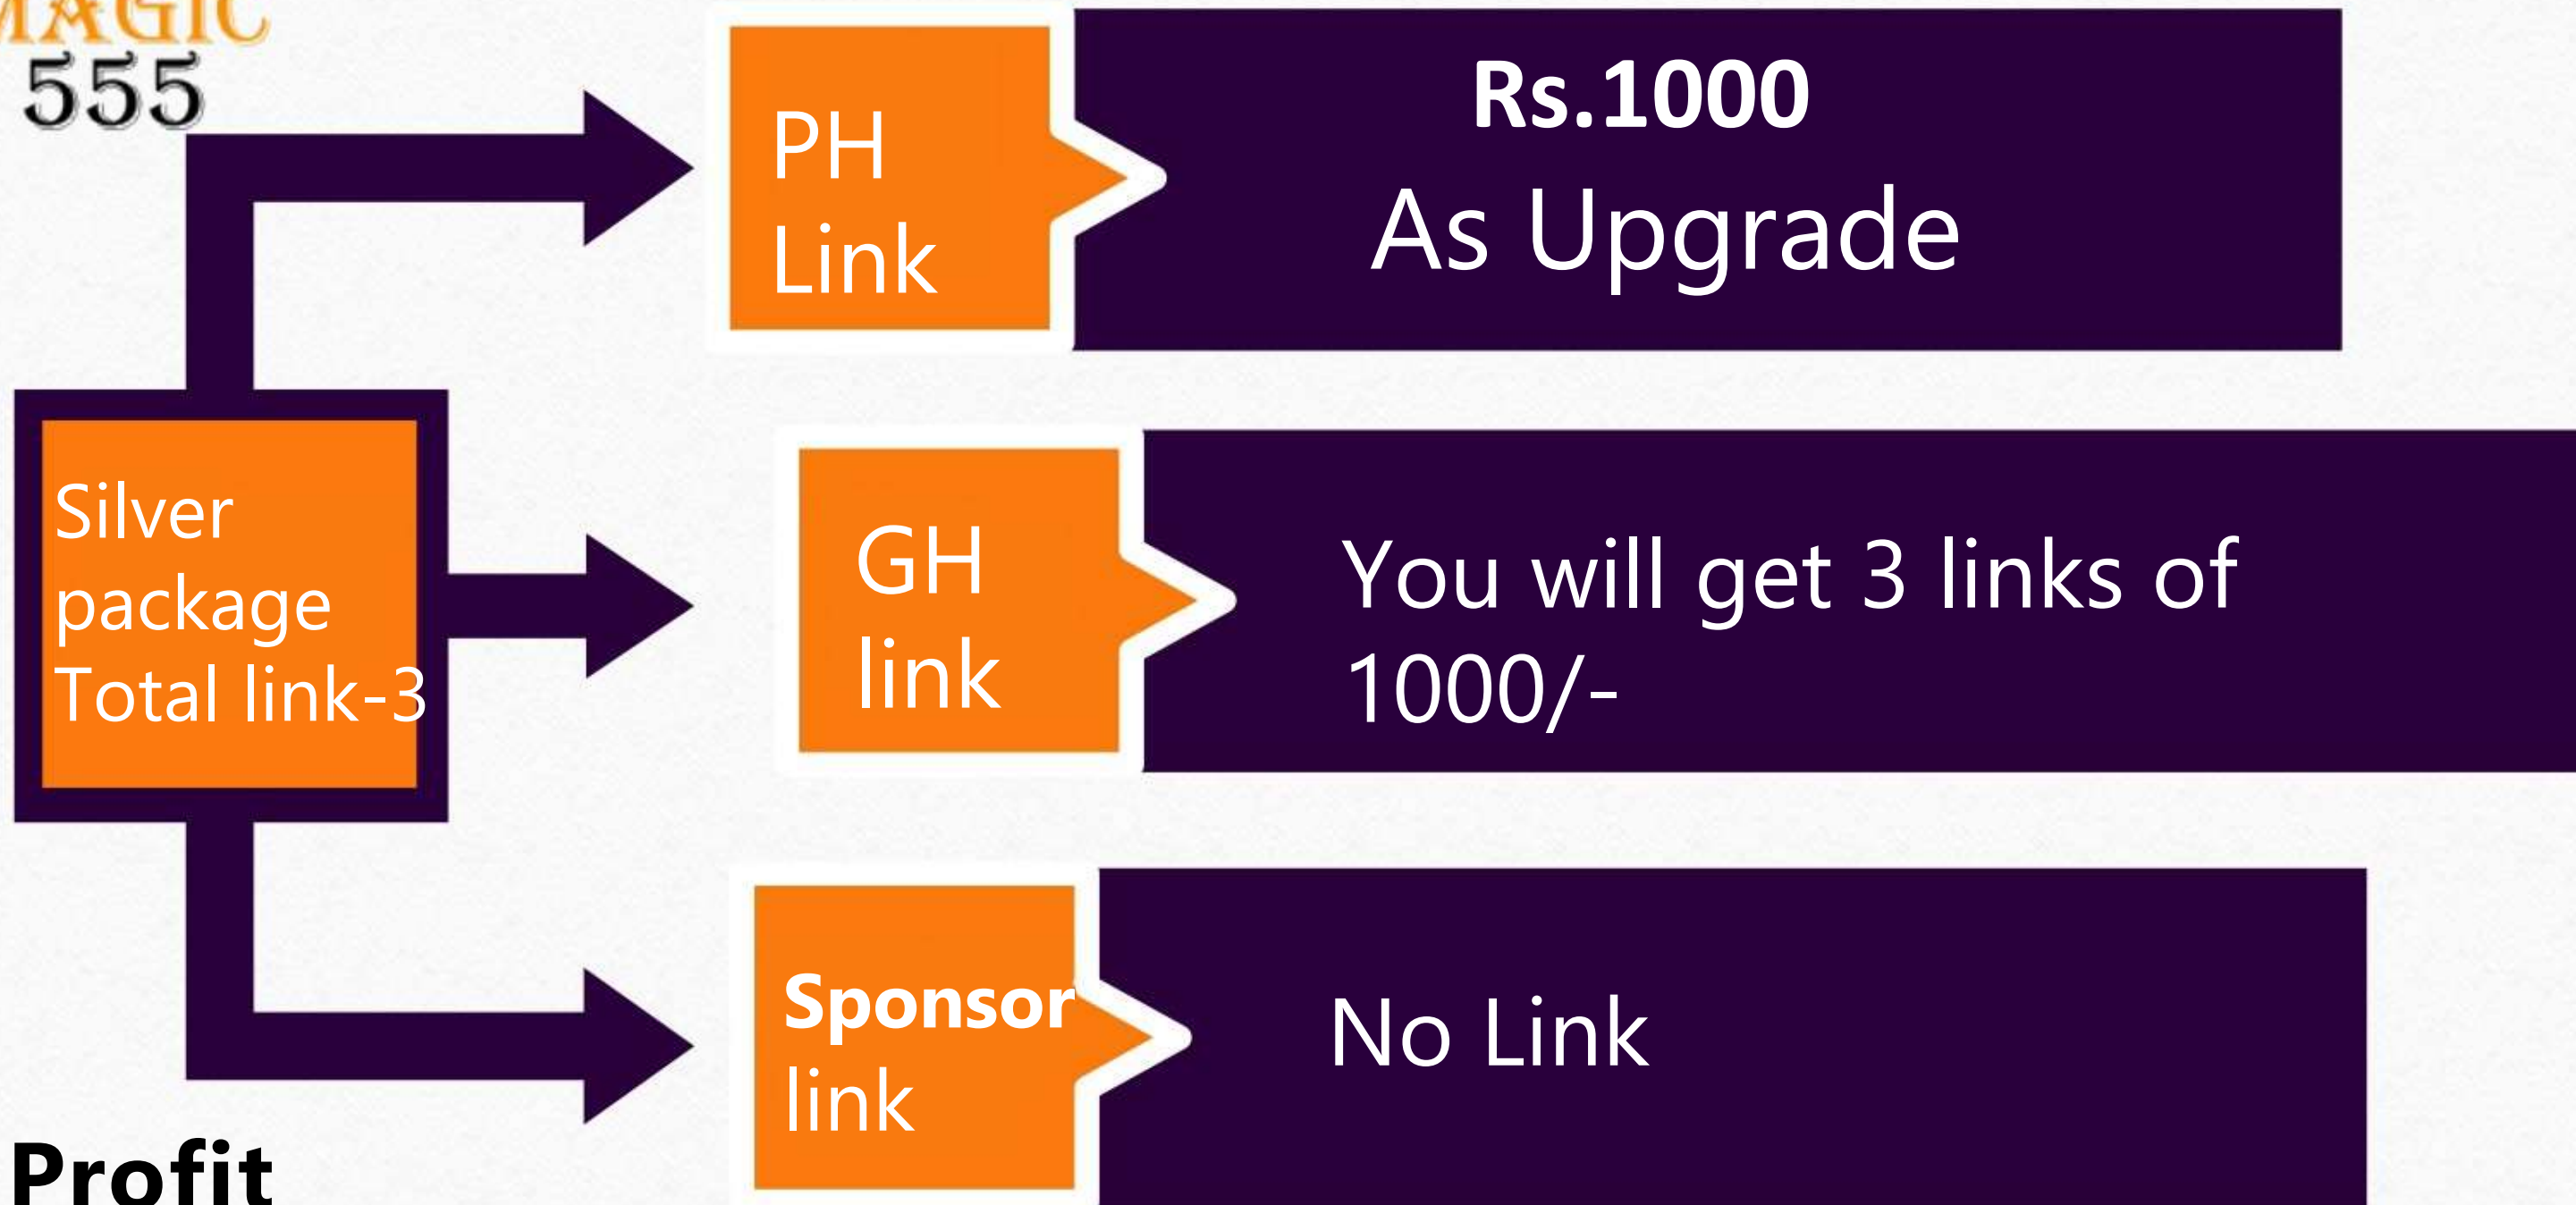 MAGIC
555
PH
Link
Rs.1000
As Upgrade
Silver
package
Total link-3
GH
link
You will get 3 links of
1000/-
Sponsor
link
No Link
Profit